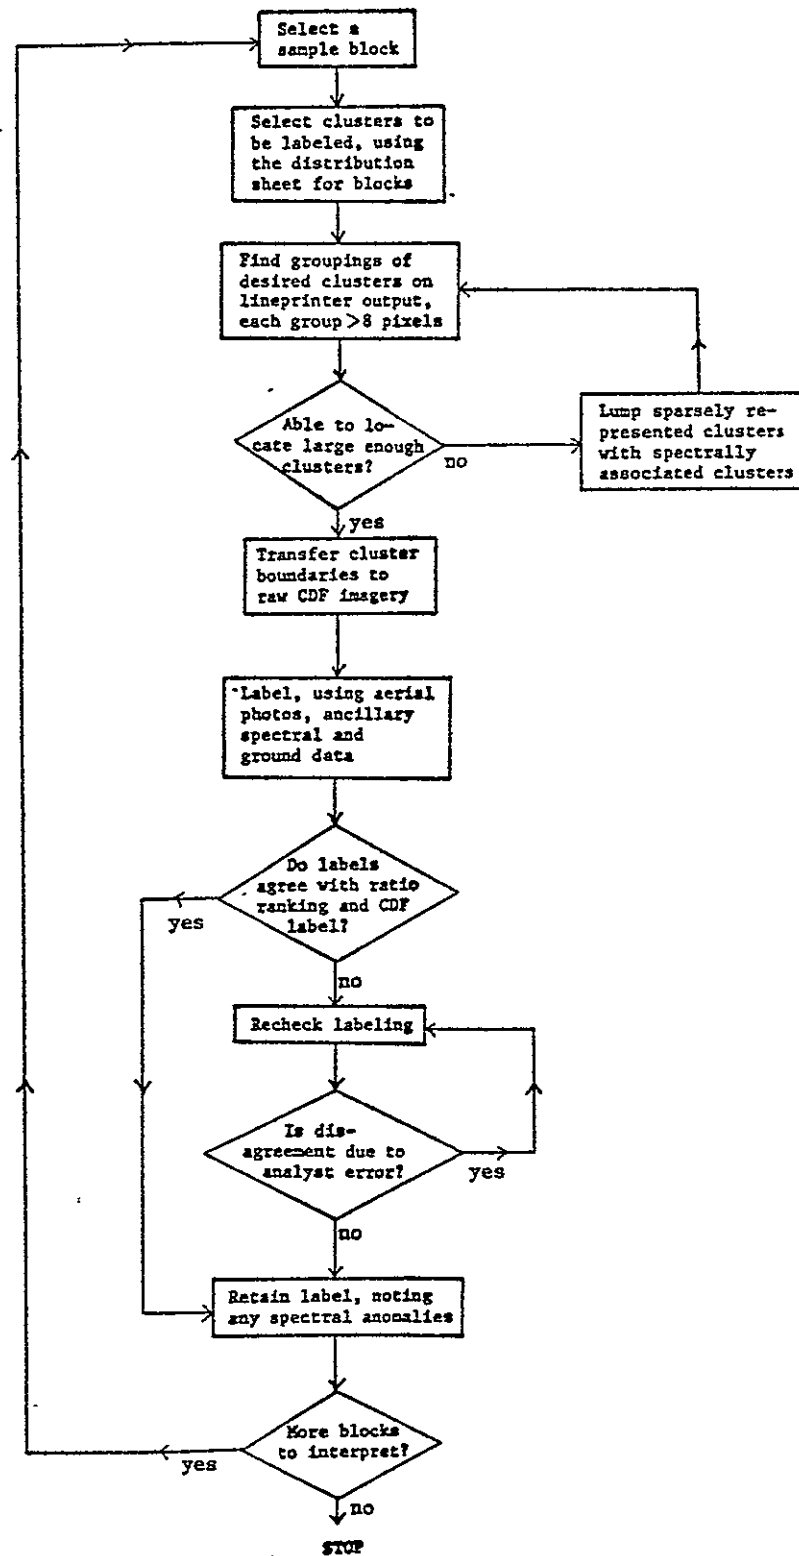 Select a
sample block
Select clusters to
be labeled, using
the distribution
sheet for blocks
Find groupings of
desired clusters on
lineprinter output,
each group >8 pixels
Able to lo-
cate large enough
clusters?
no
Lump sparsely re-
presented clusters
with spectrally
associated clusters
yes
Transfer cluster
boundaries to
raw CDF imagery
Label, using aerial
photos, ancillary
spectral and
ground data
Do labels
agree with ratio
ranking and CDF
label?
yes
no
Recheck labeling
Is dis-
agreement due to
analyst error?
yes
no
Retain label, noting
any spectral anomalies
More blocks
to interpret?
yes
no
STOP